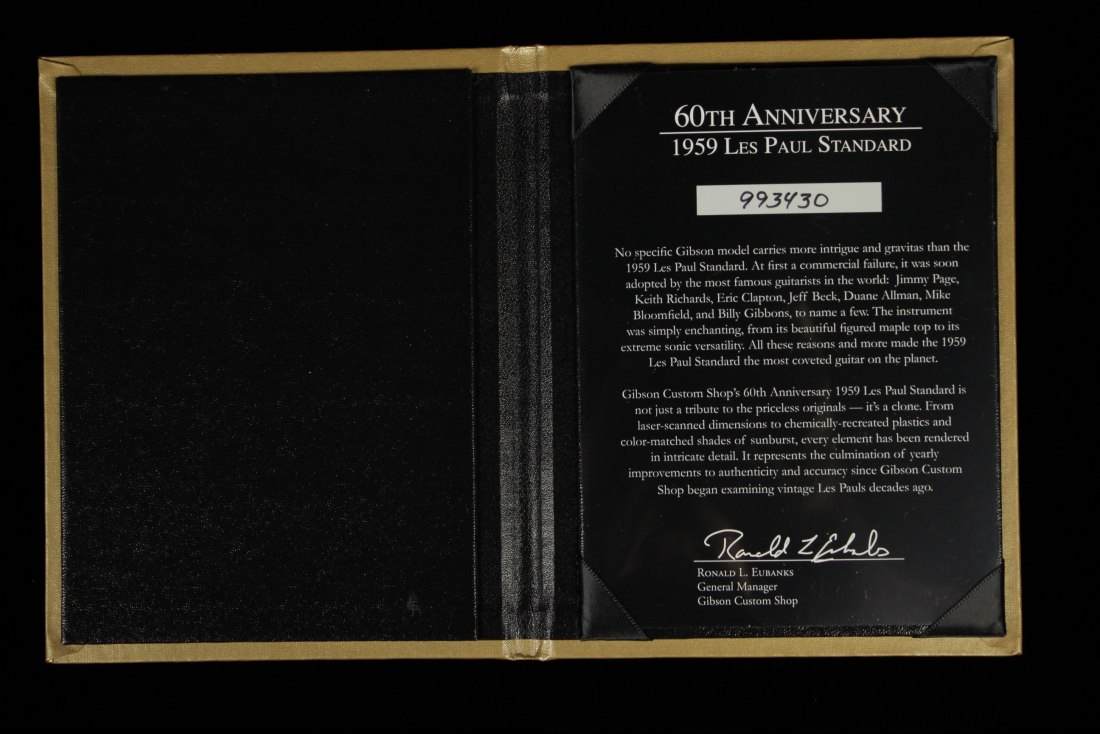 60TH ANNIVERSARY
1959 LES PAUL STANDARD
993430
No specific Gibson model carries more intrigue and gravitas than the
1959 Les Paul Standard. At first a commercial failure, it was soon
adopted by the most famous guitarists in the world: Jimmy Page,
Keith Richards, Eric Clapton, Jeff Beck, Duane Allman, Mike
Bloomfield, and Billy Gibbons, to name a few. The instrument
was simply enchanting, from its beautiful figured maple top to its
extreme sonic versatility. All these reasons and more made the 1959
Les Paul Standard the most coveted guitar on the planet.
Gibson Custom Shop's 60th Anniversary 1959 Les Paul Standard is
not just a tribute to the priceless originals — it's a clone. From
laser-scanned dimensions to chemically-recreated plastics and
color-matched shades of sunburst, every element has been rendered
in intricate detail. It represents the culmination of yearly
improvements to authenticity and accuracy since Gibson Custom
Shop began examining vintage Les Pauls decades ago.
Ronald L Eubanks
RONALD L. EUBANKS
General Manager
Gibson Custom Shop